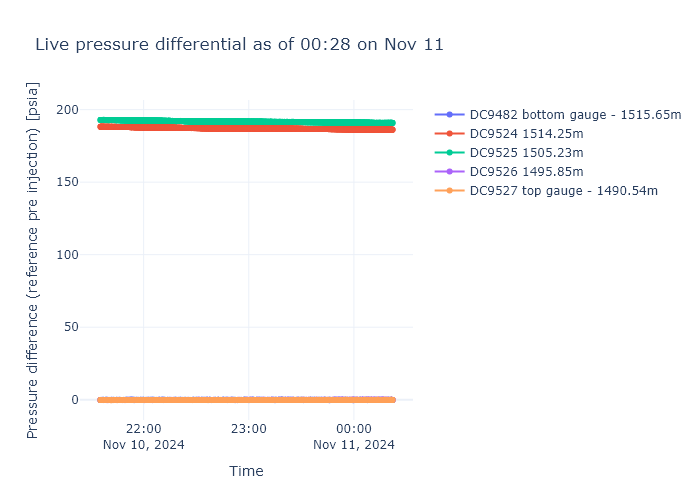 Live pressure differential as of 00:28 on Nov 11
Pressure difference (reference pre injection) [psia]
200
150
100
50
0
22:00
Nov 10, 2024
23:00
00:00
Nov 11, 2024
Time
DC9482 bottom gauge - 1515.65m
DC9524 1514.25m
DC9525 1505.23m
DC9526 1495.85m
DC9527 top gauge - 1490.54m